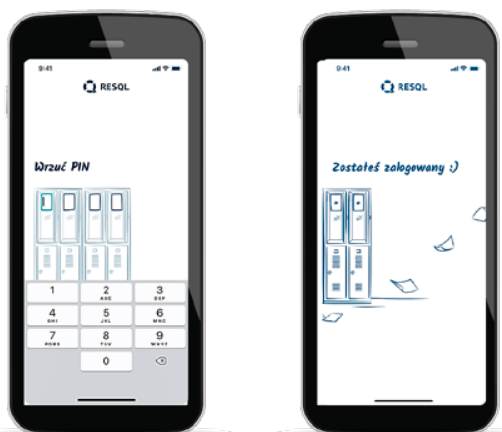 9:41
RESQL
Wrzuć PIN
1
2
ABC
3
DEF
4
GHI
5
JKL
6
MNO
7
PQRS
8
TUV
9
WXYZ
0
9:41
RESQL
Zostałeś zalogowany :)